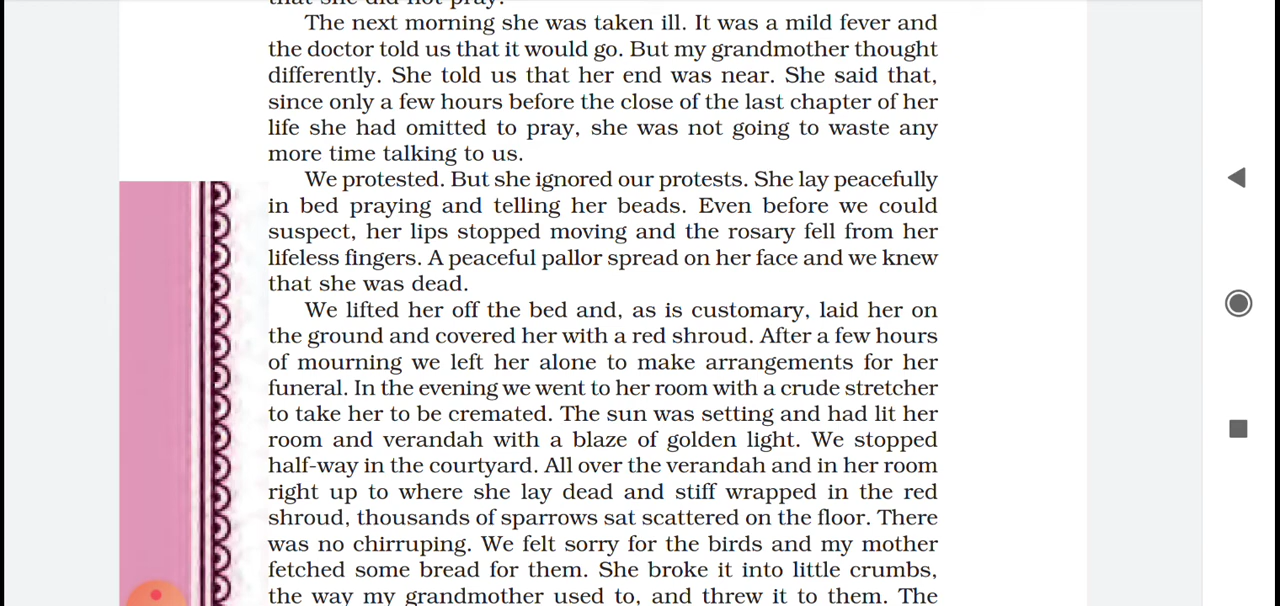 that she did not pray.
The next morning she was taken ill. It was a mild fever and
the doctor told us that it would go. But my grandmother thought
differently. She told us that her end was near. She said that,
since only a few hours before the close of the last chapter of her
life she had omitted to pray, she was not going to waste any
more time talking to us.
We protested. But she ignored our protests. She lay peacefully
in bed praying and telling her beads. Even before we could
suspect, her lips stopped moving and the rosary fell from her
lifeless fingers. A peaceful pallor spread on her face and we knew
that she was dead.
We lifted her off the bed and, as is customary, laid her on
the ground and covered her with a red shroud. After a few hours
of mourning we left her alone to make arrangements for her
funeral. In the evening we went to her room with a crude stretcher
to take her to be cremated. The sun was setting and had lit her
room and verandah with a blaze of golden light. We stopped
half-way in the courtyard. All over the verandah and in her room
right up to where she lay dead and stiff wrapped in the red
shroud, thousands of sparrows sat scattered on the floor. There
was no chirruping. We felt sorry for the birds and my mother
fetched some bread for them. She broke it into little crumbs,
the way my grandmother used to, and threw it to them. The